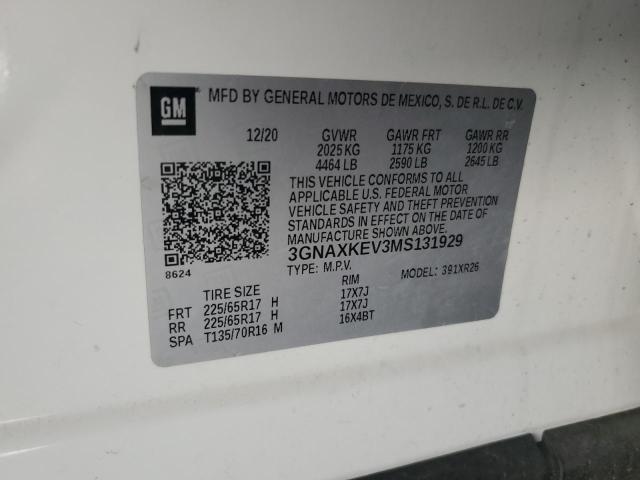 GM
MFD BY GENERAL MOTORS DE MEXICO, S. DE R.L. DE C.V.
12/20 GVWR GAWR FRT GAWR RR
2025 KG 1175 KG 1200 KG
4464 LB 2590 LB 2645 LB
THIS VEHICLE CONFORMS TO ALL
APPLICABLE U.S. FEDERAL MOTOR
VEHICLE SAFETY AND THEFT PREVENTION
STANDARDS IN EFFECT ON THE DATE OF
MANUFACTURE SHOWN ABOVE.
3GNAXKEV3MS131929
8624 TYPE: M.P.V. MODEL: 391XR26
TIRE SIZE RIM
FRT 225/65R17 H 17X7J
RR 225/65R17 H 17X7J
SPA T135/70R16 M 16X4BT